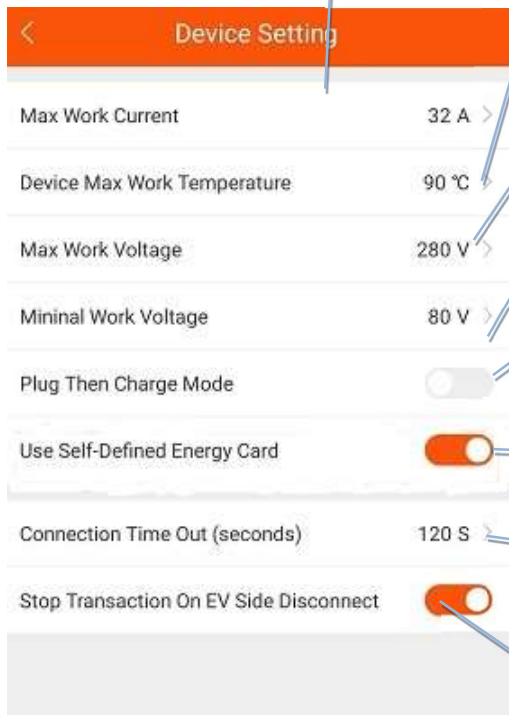 Device Setting
Max Work Current 32 A
Device Max Work Temperature 90 ℃
Max Work Voltage 280 V
Mininal Work Voltage 80 V
Plug Then Charge Mode
Use Self-Defined Energy Card
Connection Time Out (seconds) 120 S
Stop Transaction On EV Side Disconnect